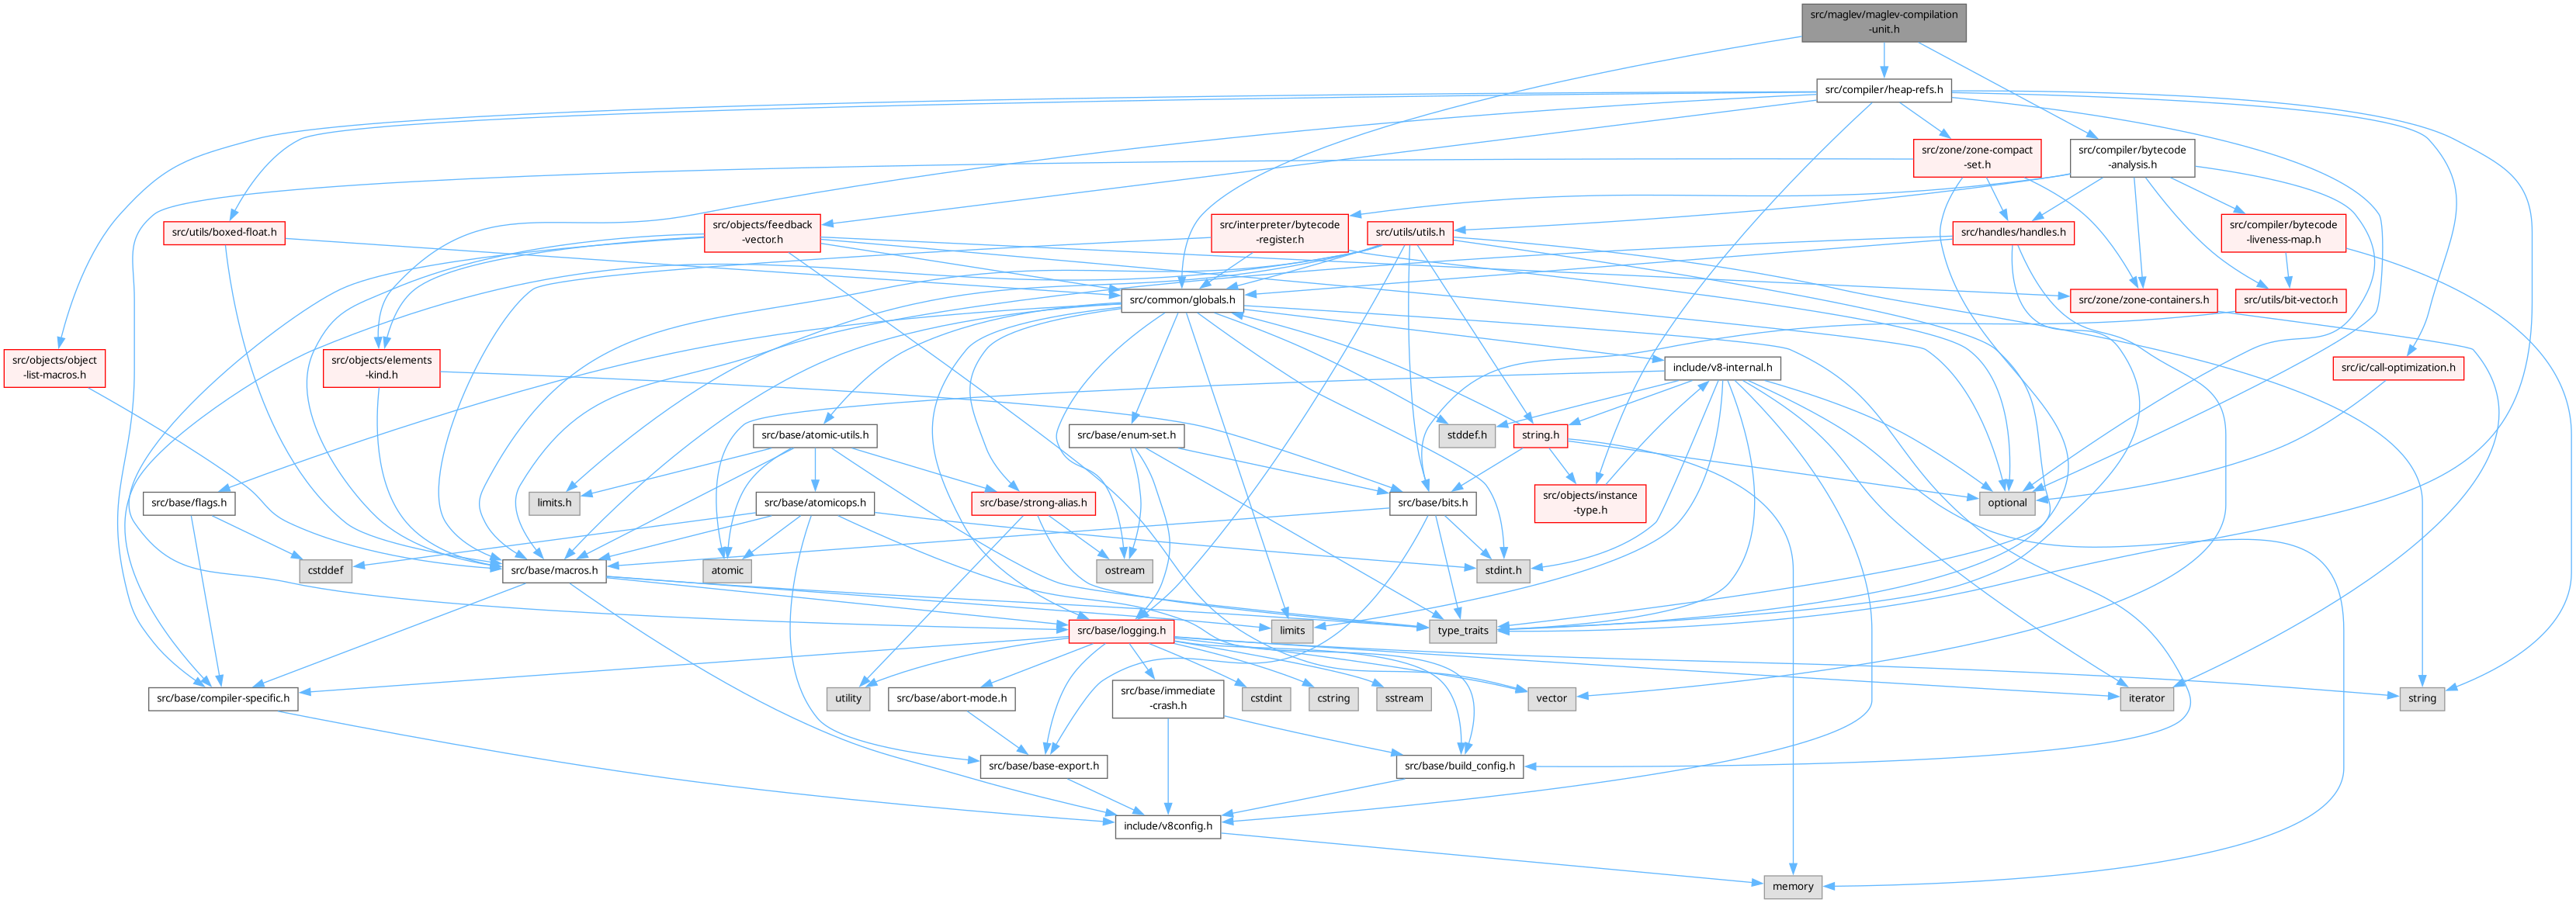 src/maglev/maglev-compilation
-unit.h
src/compiler/heap-refs.h
src/zone/zone-compact
-set.h
src/compiler/bytecode
-analysis.h
src/utils/boxed-float.h
src/objects/feedback
-vector.h
src/interpreter/bytecode
-register.h
src/utils/utils.h
src/handles/handles.h
src/compiler/bytecode
-liveness-map.h
src/common/globals.h
src/zone/zone-containers.h
src/utils/bit-vector.h
src/objects/object
-list-macros.h
src/objects/elements
-kind.h
include/v8-internal.h
src/ic/call-optimization.h
src/base/atomic-utils.h
src/base/enum-set.h
stddef.h
string.h
src/base/flags.h
limits.h
src/base/atomicops.h
src/base/strong-alias.h
src/base/bits.h
src/objects/instance
-type.h
optional
cstddef
src/base/macros.h
atomic
ostream
stdint.h
src/base/logging.h
limits
type_traits
src/base/compiler-specific.h
utility
src/base/abort-mode.h
src/base/immediate
-crash.h
cstdint
cstring
sstream
vector
iterator
string
src/base/base-export.h
src/base/build_config.h
include/v8config.h
memory